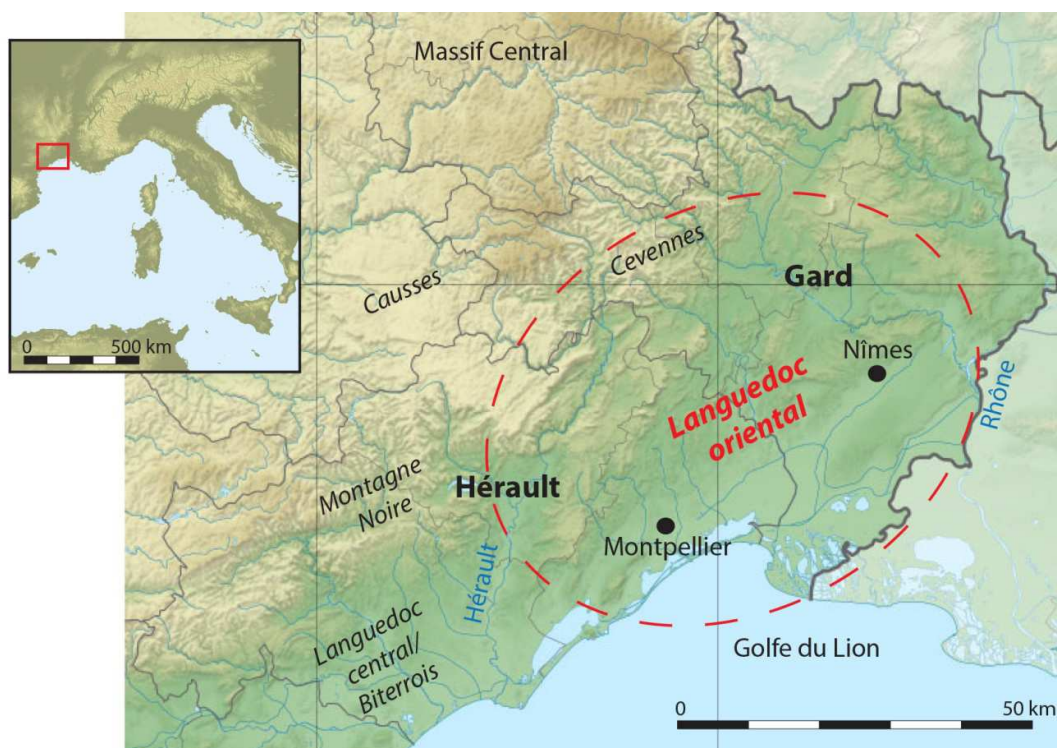 Massif Central
0
500 km
Causses
Cevennes
Gard
Nîmes
Rhône
Languedoc
oriental
Montagne
Noire
Hérault
Montpellier
Hérault
Languedoc
central/
Biterrois
Golfe du Lion
0
50 km